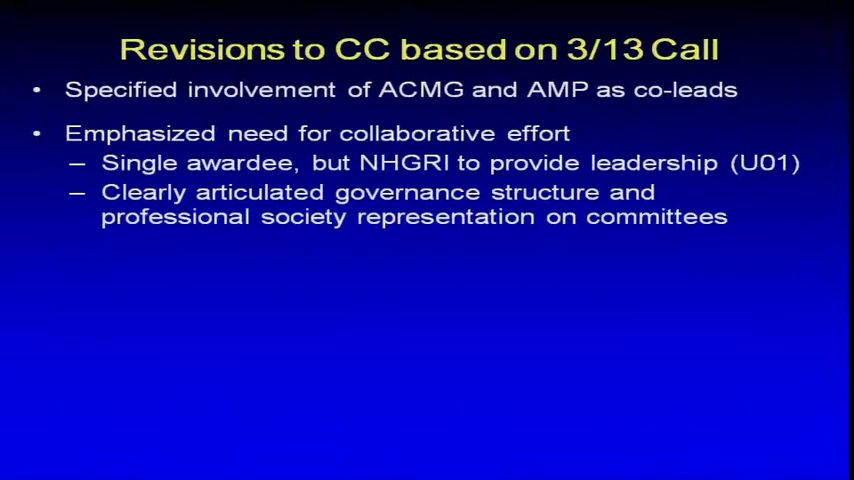 Revisions to CC based on 3/13 Call
• Specified involvement of ACMG and AMP as co-leads
• Emphasized need for collaborative effort
– Single awardee, but NHGRI to provide leadership (U01)
– Clearly articulated governance structure and
professional society representation on committees